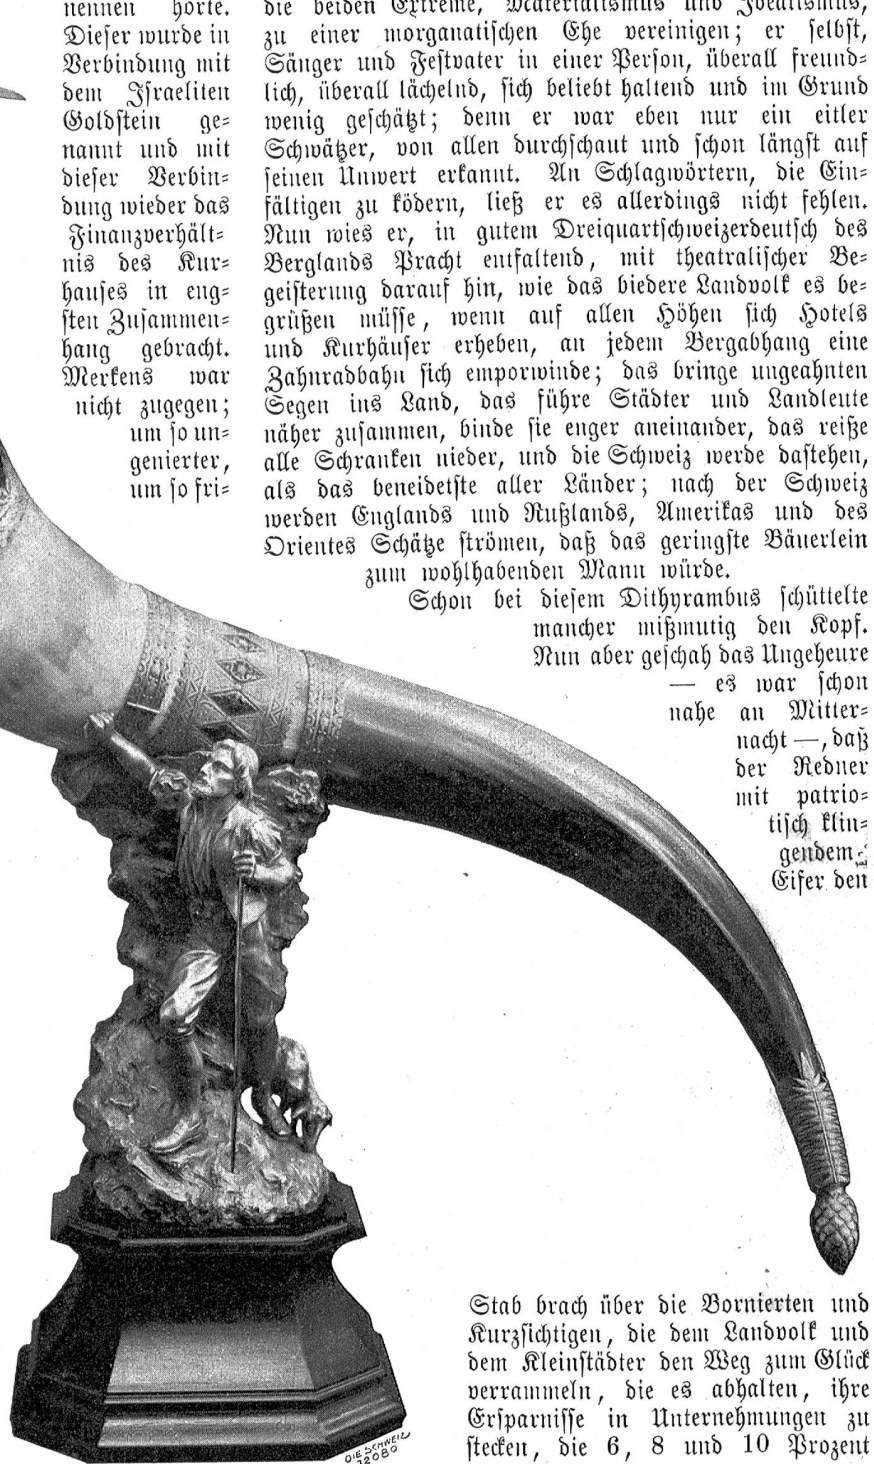 nennen hörte.
Dieser wurde in
Verbindung mit
dem Israeliten
Goldstein ge-
nannt und mit
dieser Verbin-
dung wieder das
Finanzverhält-
nis des Kur-
hauses in eng-
sten Zusammen-
hang gebracht.
Merkens war
nicht zugegen;
um so un-
genierter,
um so fri-
die beiden Extreme, Materialismus und Idealismus,
zu einer morganatischen Ehe vereinigen; er selbst,
Sänger und Festvater in einer Person, überall freund-
lich, überall lächelnd, sich beliebt haltend und im Grund
wenig geschätzt; denn er war eben nur ein eitler
Schwätzer, von allen durchschaut und schon längst auf
seinen Unwert erkannt. An Schlagwörtern, die Ein-
fältigen zu ködern, ließ er es allerdings nicht fehlen.
Nun wies er, in gutem Dreiquartschweizerdeutsch des
Berglands Pracht entfaltend, mit theatralischer Be-
geisterung darauf hin, wie das biedere Landvolk es be-
grüßen müsse, wenn auf allen Höhen sich Hotels
und Kurhäuser erheben, an jedem Bergabhang eine
Zahnradbahn sich emporwinde; das bringe ungeahnten
Segen ins Land, das führe Städter und Landleute
näher zusammen, binde sie enger aneinander, das reiße
alle Schranken nieder, und die Schweiz werde dastehen,
als das beneidetste aller Länder; nach der Schweiz
werden Englands und Rußlands, Amerikas und des
Orientes Schätze strömen, daß das geringste Bäuerlein
zum wohlhabenden Mann würde.
Schon bei diesem Dithyrambus schüttelte
mancher mißmutig den Kopf.
Nun aber geschah das Ungeheure
— es war schon
nahe an Mitter-
nacht —, daß
der Redner
mit patrio-
tisch klin-
gendem
Eifer den
Stab brach über die Bornierten und
Kurzsichtigen, die dem Landvolk und
dem Kleinstädter den Weg zum Glück
verrammeln, die es abhalten, ihre
Ersparnisse in Unternehmungen zu
stecken, die 6, 8 und 10 Prozent
DIE SCHWEIZ
12080